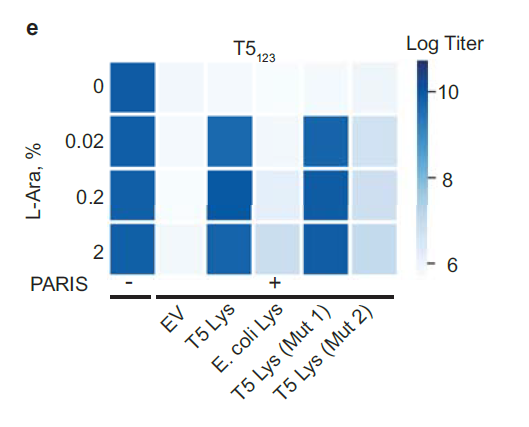 e
Log Titer
T5123
0
0.02
0.2
2
L-Ara, %
10
8
6
PARIS
-
+
EV
T5 Lys
E. coli Lys
T5 Lys (Mut 1)
T5 Lys (Mut 2)